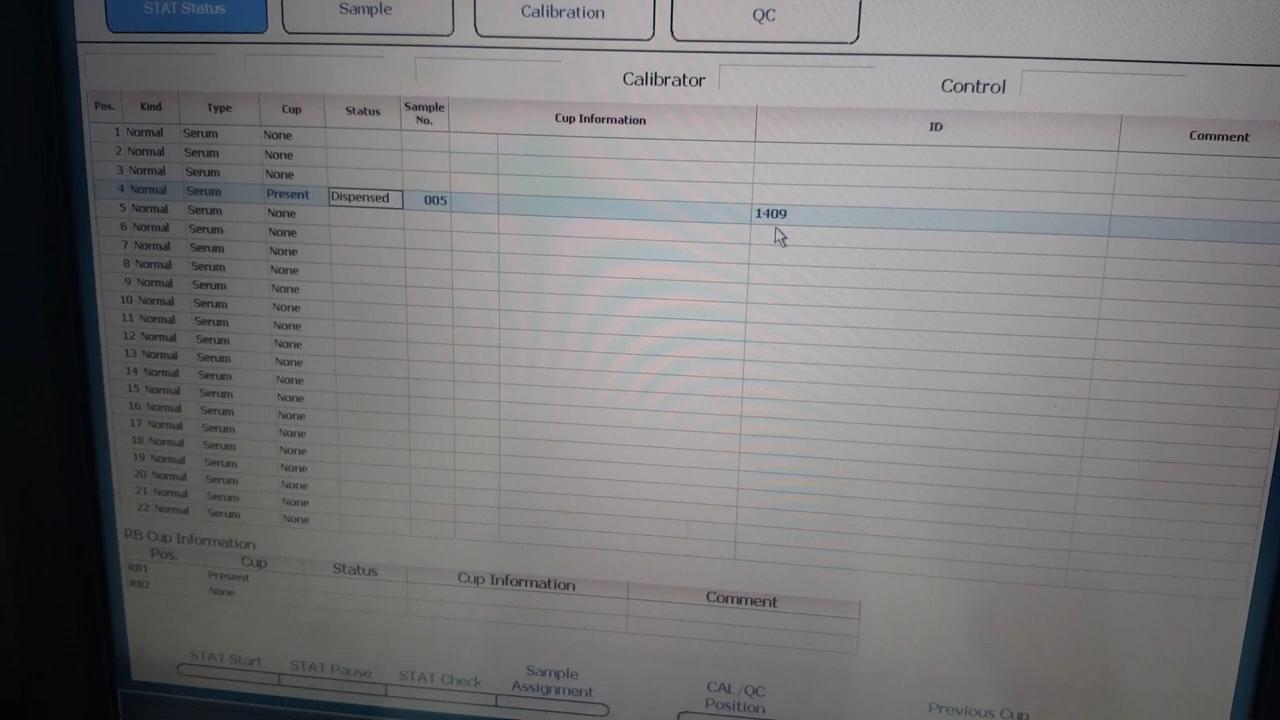 STAT Status Sample Calibration QC
Calibrator Control
Pos. Kind Type Cup Status Sample No. Cup Information ID Comment
1 Normal Serum None
2 Normal Serum None
3 Normal Serum None
4 Normal Serum Present Dispensed 005 1409
5 Normal Serum None
6 Normal Serum None
7 Normal Serum None
8 Normal Serum None
9 Normal Serum None
10 Normal Serum None
11 Normal Serum None
12 Normal Serum None
13 Normal Serum None
14 Normal Serum None
15 Normal Serum None
16 Normal Serum None
17 Normal Serum None
18 Normal Serum None
19 Normal Serum None
20 Normal Serum None
21 Normal Serum None
22 Normal Serum None
RB Cup Information
Pos. Cup Status Cup Information Comment
RB1 Present
RB2 None
STAT Start STAT Pause STAT Check Sample Assignment CAL/QC Position Previous Cup